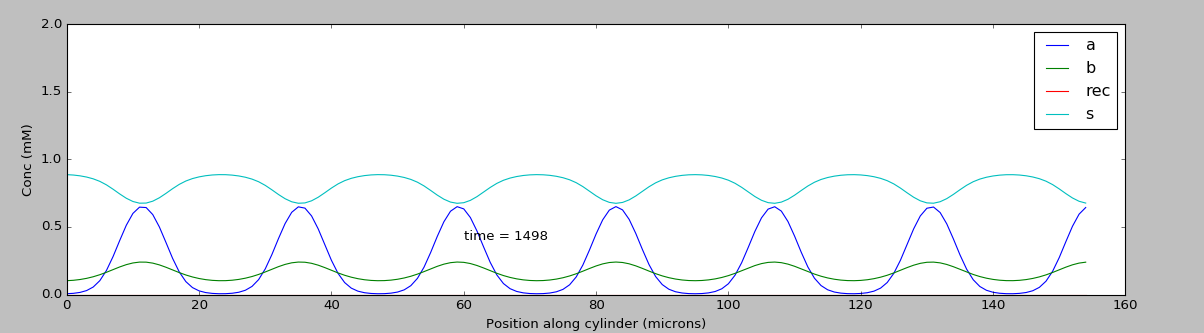 2.0
1.5
1.0
0.5
0.0
Conc (mM)
a
b
rec
s
time = 1498
0 20 40 60 80 100 120 140 160
Position along cylinder (microns)